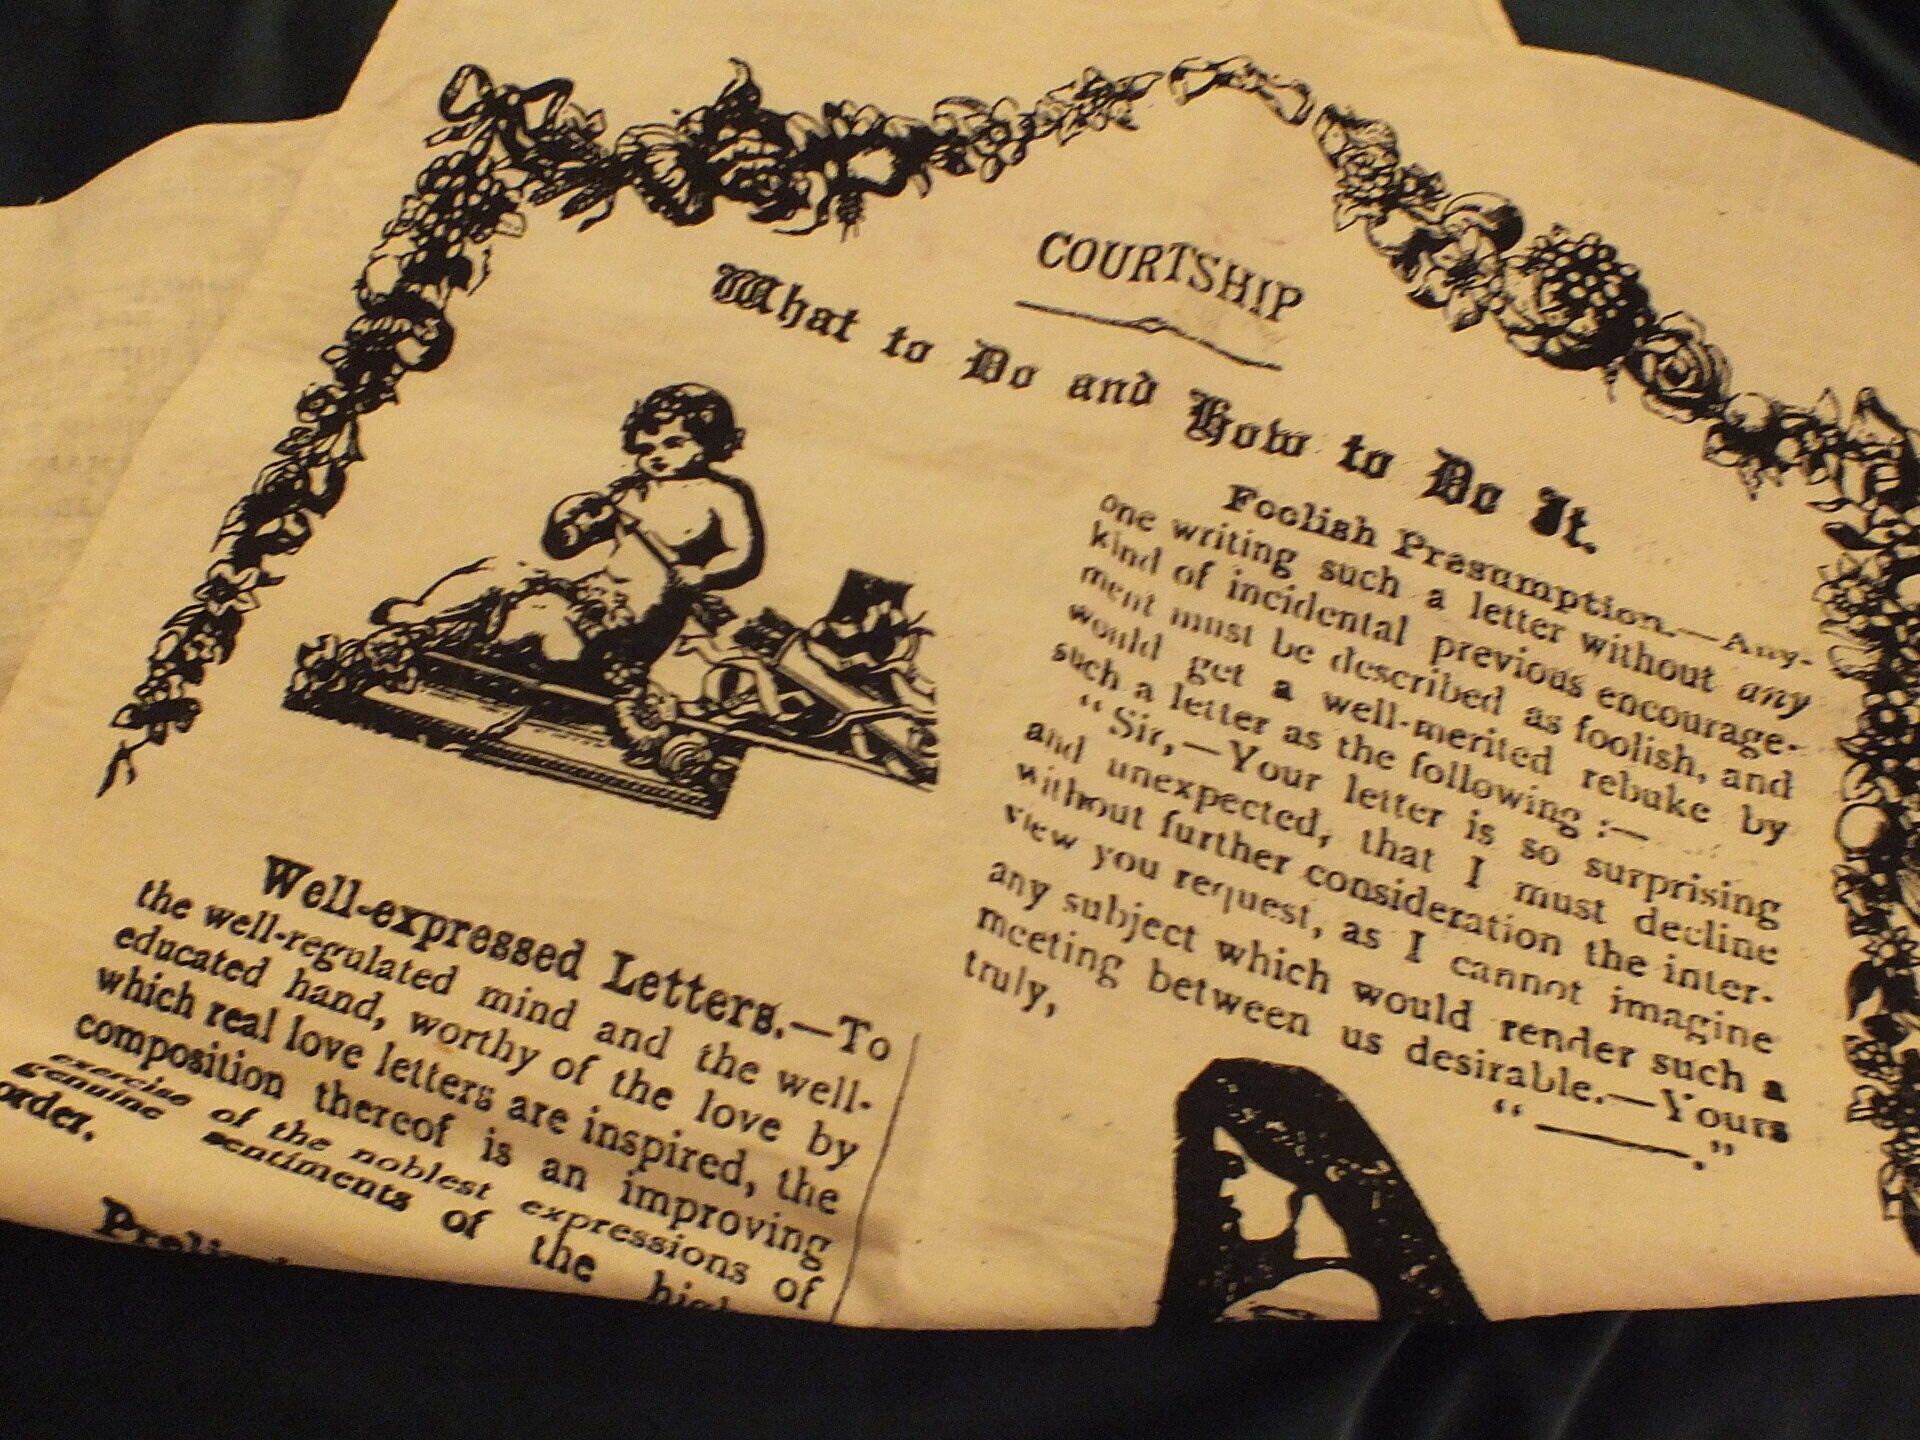 COURTSHIP
What to Do and How to Do It.
Well-expressed Letters.—To
the well-regulated mind and the well-
educated hand, worthy of the love by
which real love letters are inspired, the
composition thereof is an improving
exercise of the noblest expressions of
genuine sentiments of the
order.
Foolish Presumption.—Any-
one writing such a letter without any
kind of incidental previous encourage-
ment must be described as foolish, and
would get a well-merited rebuke by
such a letter as the following:—
"Sir,—Your letter is so surprising
and unexpected, that I must decline
without further consideration the inter-
view you request, as I cannot imagine
any subject which would render such a
meeting between us desirable.—Yours
truly,
"———."